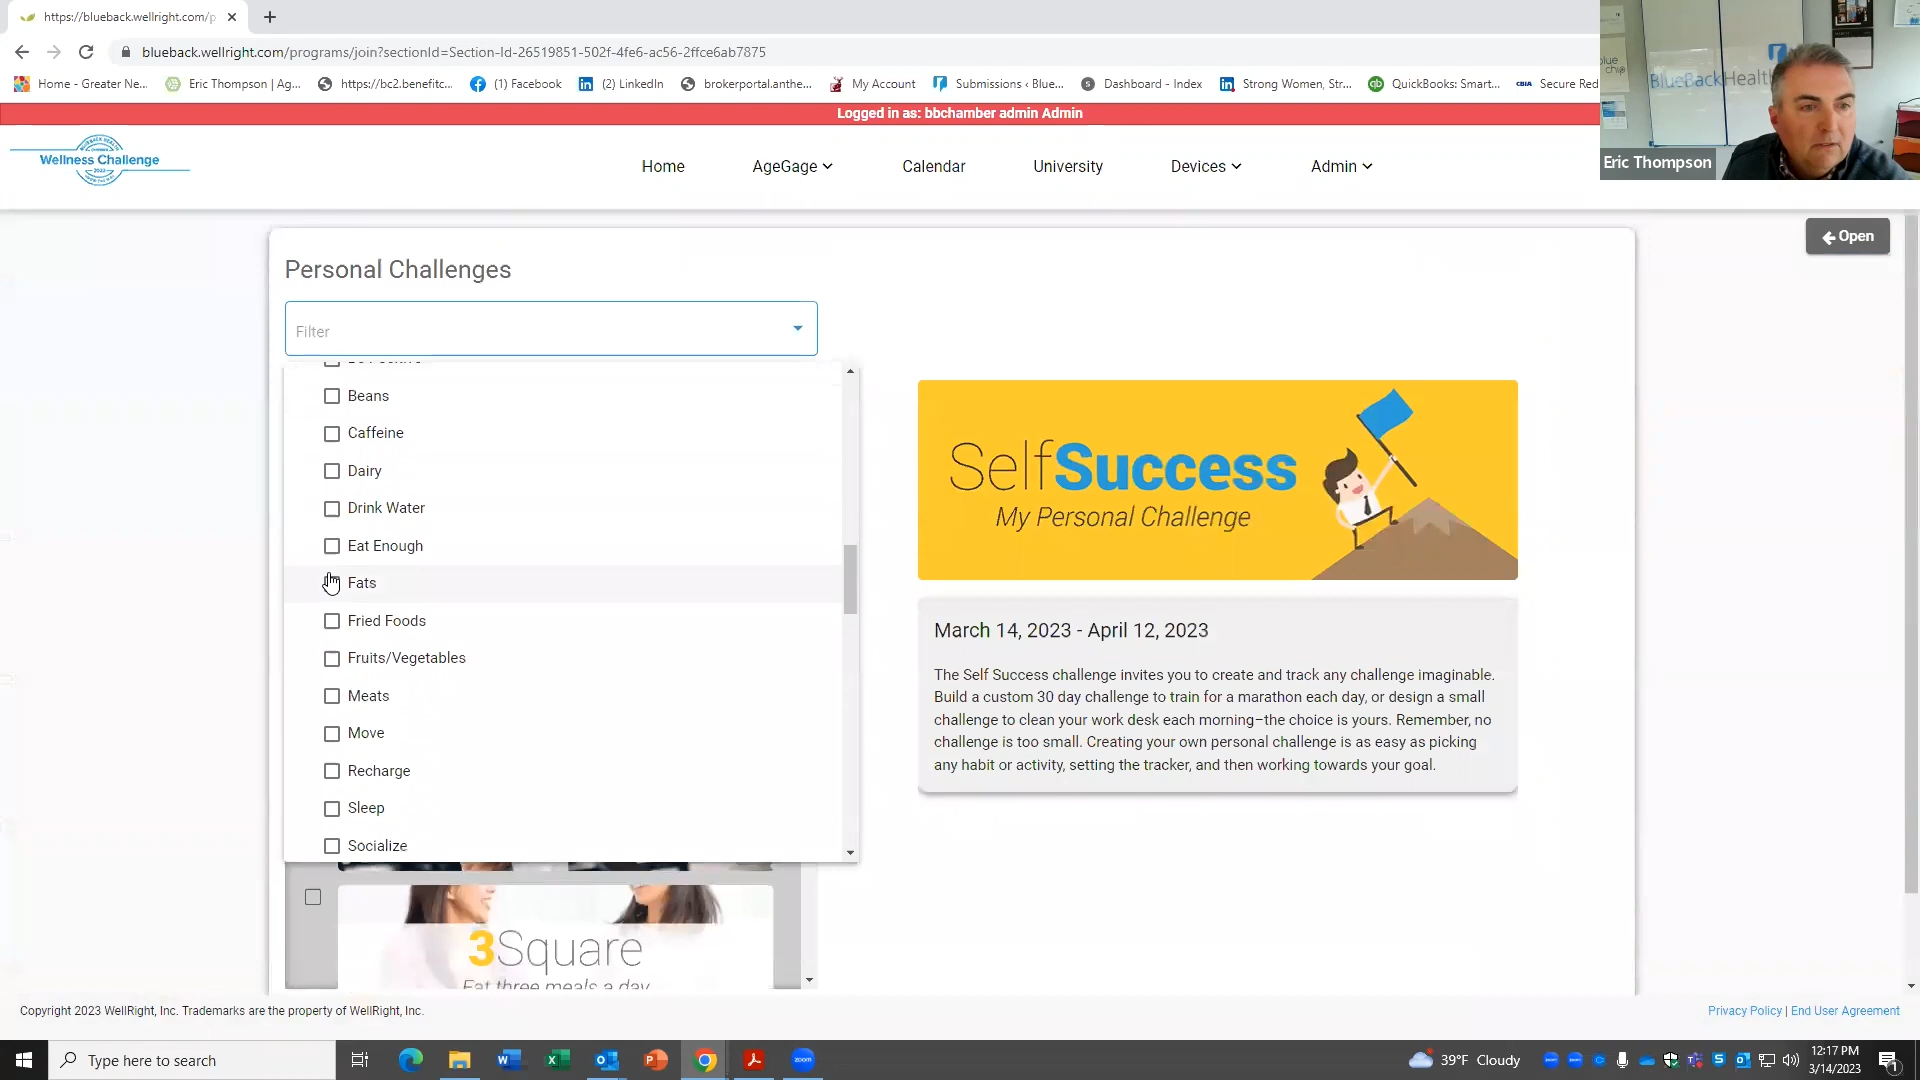 https://blueback.wellright.com/p
blueback.wellright.com/programs/join?sectionId=Section-Id-26519851-502f-4fe6-ac56-2ffce6ab7875
Home - Greater Ne... Eric Thompson | Ag... https://bc2.benefitc... (1) Facebook (2) LinkedIn brokerportal.anthe... My Account Submissions ‹ Blue... Dashboard - Index Strong Women, Str... QuickBooks: Smart... CBIA Secure Red
BlueBackHealth
Eric Thompson
Logged in as: bbchamber admin Admin
Wellness Challenge
Home AgeGage Calendar University Devices Admin
Open
Personal Challenges
Filter
Beans
Caffeine
Dairy
Drink Water
Eat Enough
Fats
Fried Foods
Fruits/Vegetables
Meats
Move
Recharge
Sleep
Socialize
3Square
Eat three meals a day
SelfSuccess
My Personal Challenge
March 14, 2023 - April 12, 2023
The Self Success challenge invites you to create and track any challenge imaginable.
Build a custom 30 day challenge to train for a marathon each day, or design a small
challenge to clean your work desk each morning–the choice is yours. Remember, no
challenge is too small. Creating your own personal challenge is as easy as picking
any habit or activity, setting the tracker, and then working towards your goal.
Copyright 2023 WellRight, Inc. Trademarks are the property of WellRight, Inc.
Privacy Policy | End User Agreement
Type here to search
zoom
39°F Cloudy
12:17 PM
3/14/2023
1